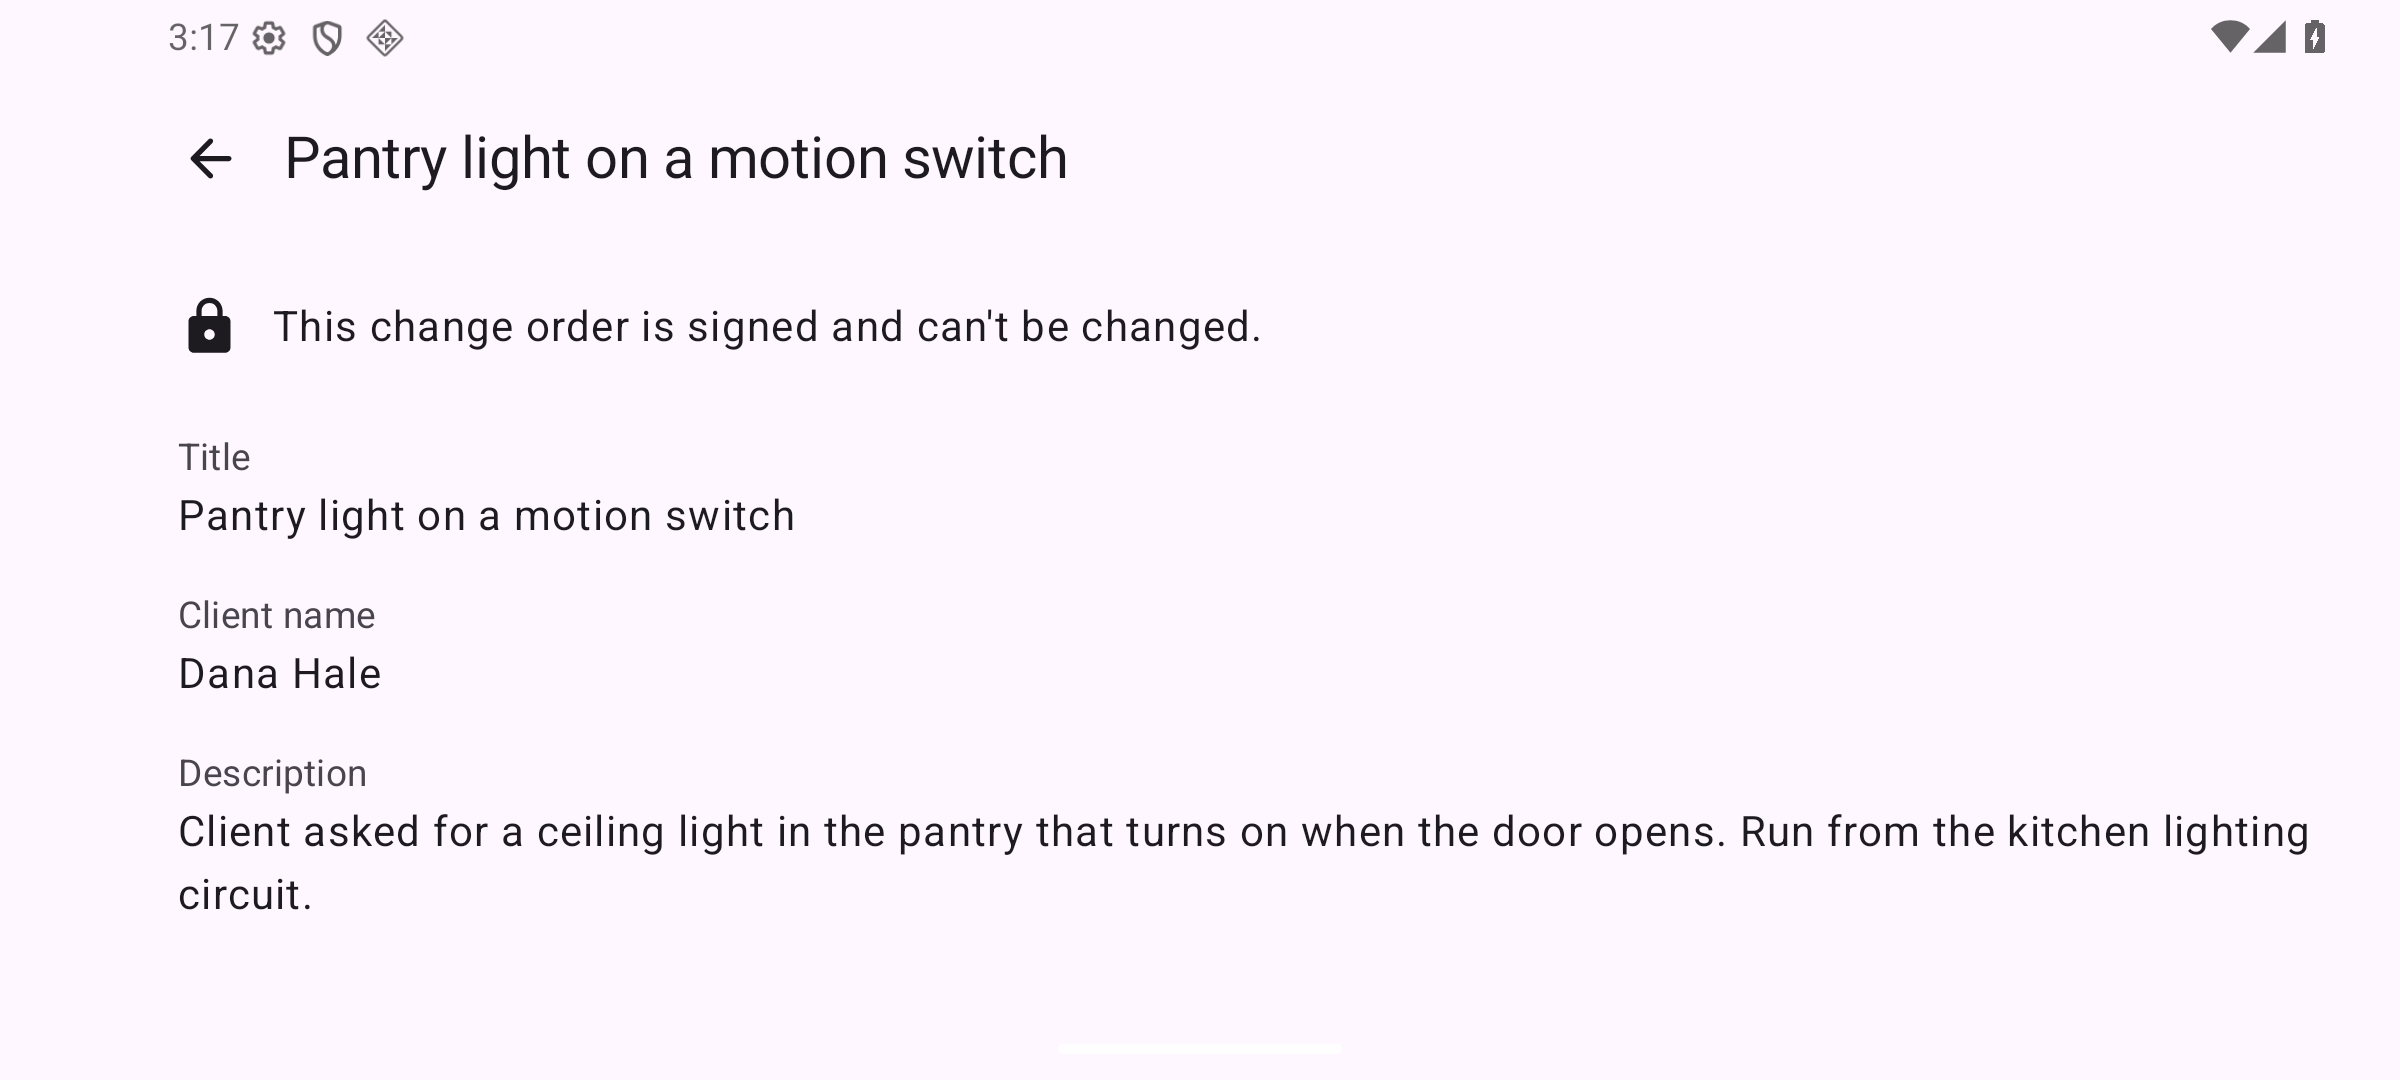 3:17
Pantry light on a motion switch
This change order is signed and can't be changed.
Title
Pantry light on a motion switch
Client name
Dana Hale
Description
Client asked for a ceiling light in the pantry that turns on when the door opens. Run from the kitchen lighting
circuit.